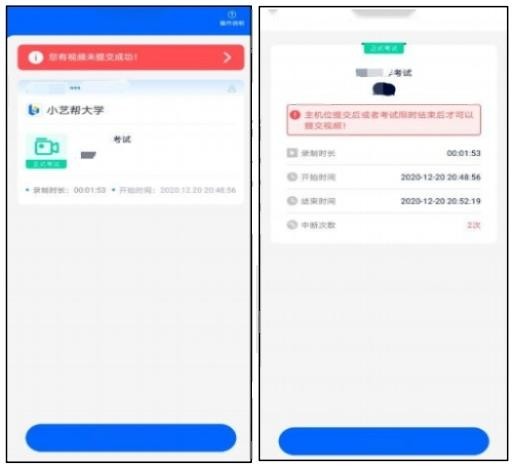 操作说明
您有视频未提交成功!
小艺帮大学
考试
正式考试
• 录制时长: 00:01:53 • 开始时间: 2020.12.20 20:48:56
正式考试
考试
主机位提交后或者考试限时结束后才可以
提交视频!
录制时长 00:01:53
开始时间 2020-12-20 20:48:56
结束时间 2020-12-20 20:52:19
中断次数 2次